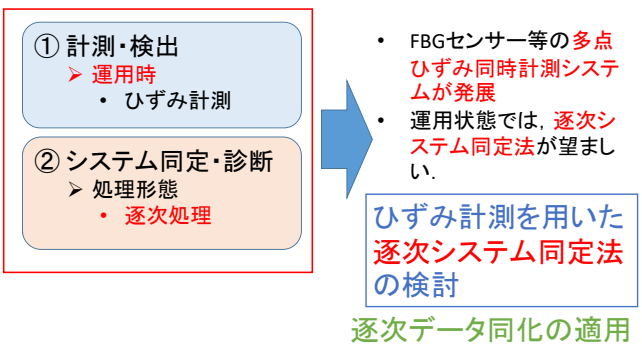 ① 計測・検出
➢ 運用時
• ひずみ計測
② システム同定・診断
➢ 処理形態
• 逐次処理
• FBGセンサー等の多点
ひずみ同時計測システ
ムが発展
• 運用状態では, 逐次シ
ステム同定法が望まし
い.
ひずみ計測を用いた
逐次システム同定法
の検討
逐次データ同化の適用